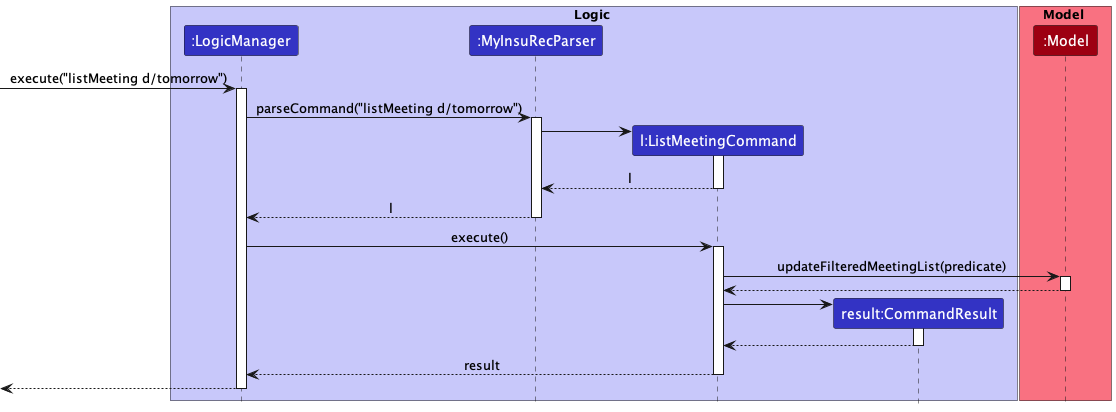 Logic
Model
:LogicManager
:MyInsuRecParser
:Model
execute("listMeeting d/tomorrow")
parseCommand("listMeeting d/tomorrow")
l:ListMeetingCommand
l
l
execute()
updateFilteredMeetingList(predicate)
result:CommandResult
result